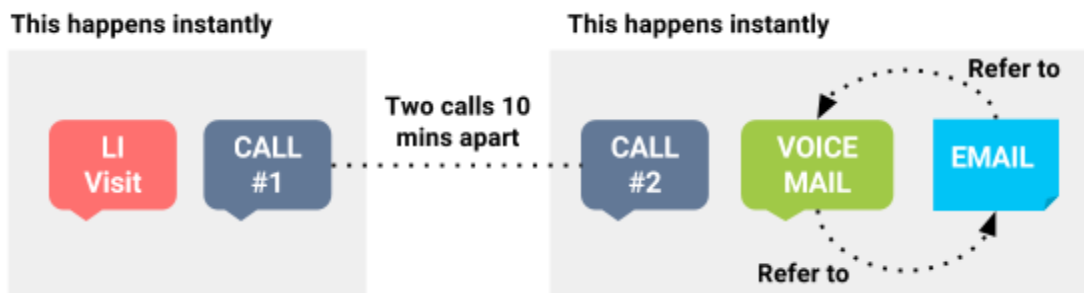 This happens instantly
This happens instantly
Refer to
Two calls 10
mins apart
LI
Visit
CALL
#1
CALL
#2
VOICE
MAIL
EMAIL
Refer to